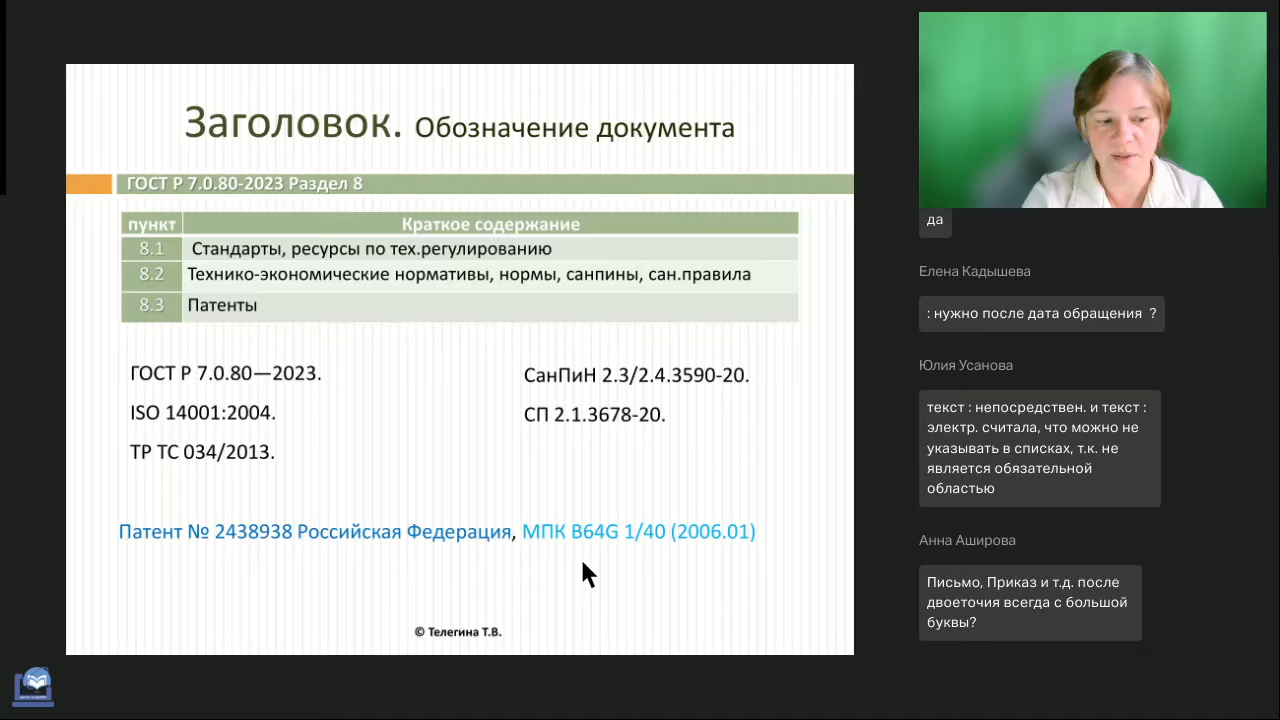 Заголовок. Обозначение документа
ГОСТ Р 7.0.80-2023 Раздел 8
пункт Краткое содержание
8.1 Стандарты, ресурсы по тех.регулированию
8.2 Технико-экономические нормативы, нормы, санпины, сан.правила
8.3 Патенты
ГОСТ Р 7.0.80—2023.
ISO 14001:2004.
ТР ТС 034/2013.
СанПиН 2.3/2.4.3590-20.
СП 2.1.3678-20.
Патент № 2438938 Российская Федерация, МПК B64G 1/40 (2006.01)
© Телегина Т.В.
да
Елена Кадышева
: нужно после дата обращения ?
Юлия Усанова
текст : непосредствен. и текст :
электр. считала, что можно не
указывать в списках, т.к. не
является обязательной
областью
Анна Аширова
Письмо, Приказ и т.д. после
двоеточия всегда с большой
буквы?